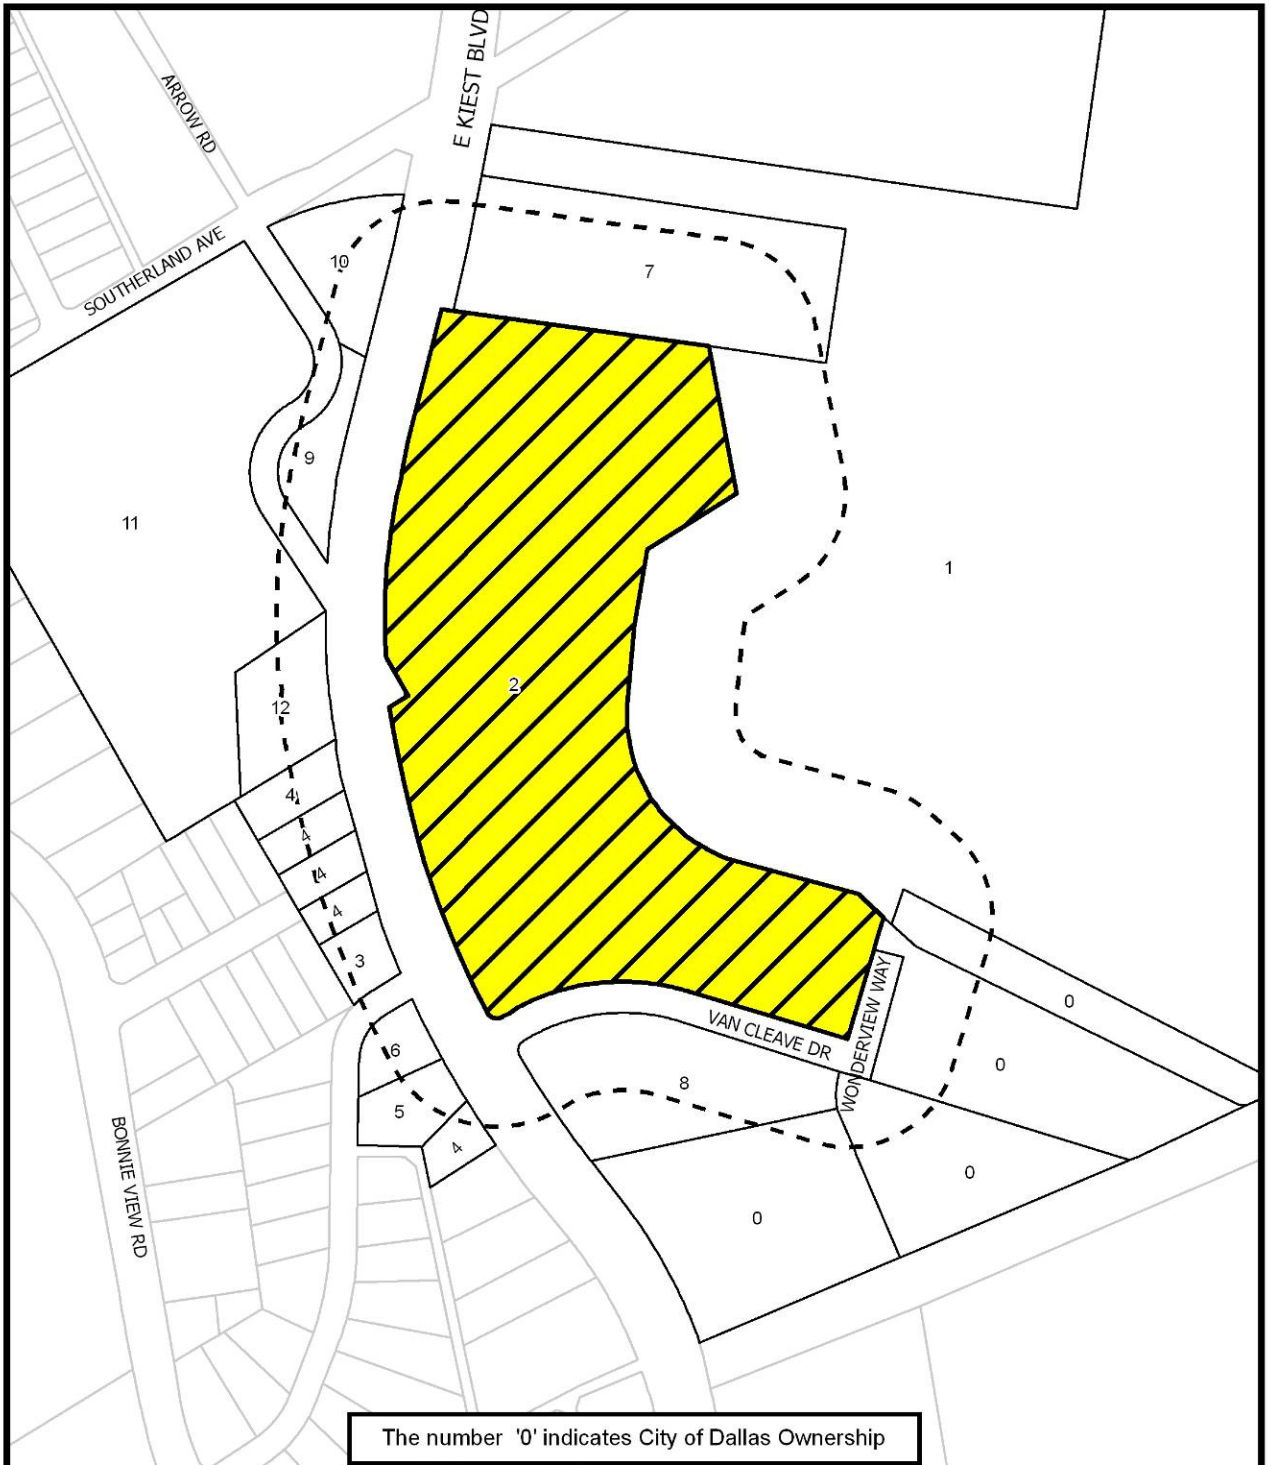 E KIEST BLVD
ARROW RD
SOUTHERLAND AVE
10
7
9
11
1
2
12
4
4
4
4
3
0
VAN CLEAVE DR
WONDERVIEW WAY
6
0
8
5
4
0
0
BONNIE VIEW RD
The number '0' indicates City of Dallas Ownership